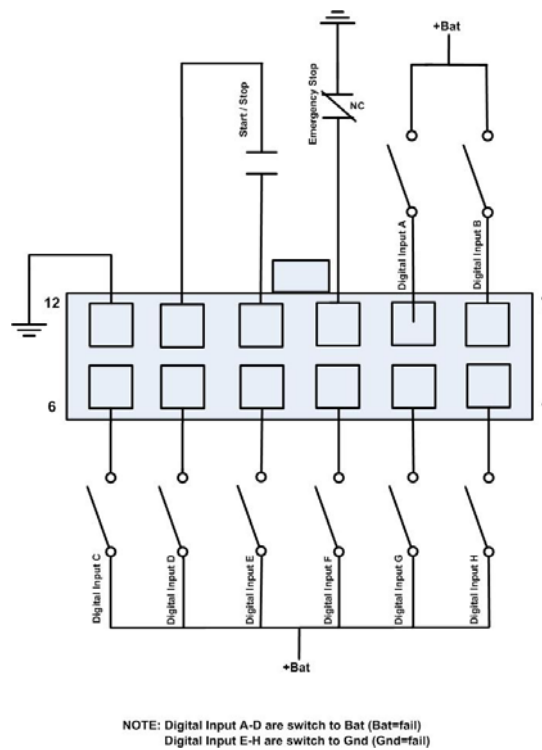 +Bat
Emergency Stop
NC
Start / Stop
Digital Input A
Digital Input B
12
6
Digital Input C
Digital Input D
Digital Input E
Digital Input F
Digital Input G
Digital Input H
+Bat
NOTE: Digital Input A-D are switch to Bat (Bat=fail)
Digital Input E-H are switch to Gnd (Gnd=fail)